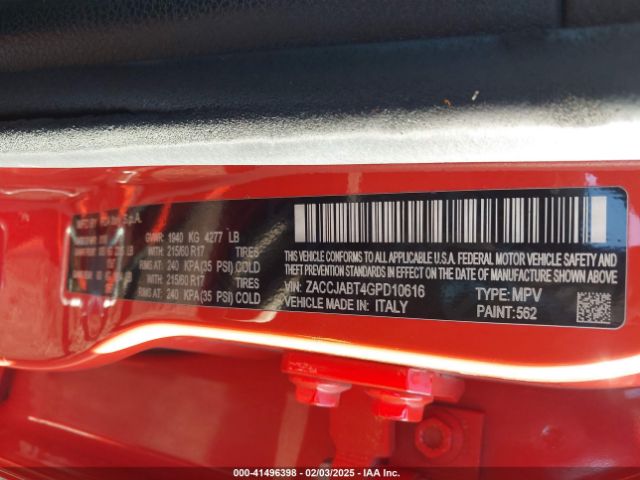 MFD BY S.p.A.
GVWR: 1940 KG 4277 LB
215/60 R17 TIRES
RIMS AT: 240 KPA(35 PSI) COLD
215/60 R17 TIRES
RIMS AT: 240 KPA(35 PSI) COLD
THIS VEHICLE CONFORMS TO ALL APPLICABLE U.S.A. FEDERAL MOTOR VEHICLE SAFETY
BUMPER AND THEFT PREVENTION STANDARDS IN EFFECT ON THE DATE OF MANUFACTURE SHOWN ABOVE.
VIN: ZACCJABT4GPD10616 TYPE: MPV
VEHICLE MADE IN: ITALY PAINT:562
000-41496398 - 02/03/2025 - IAA Inc.